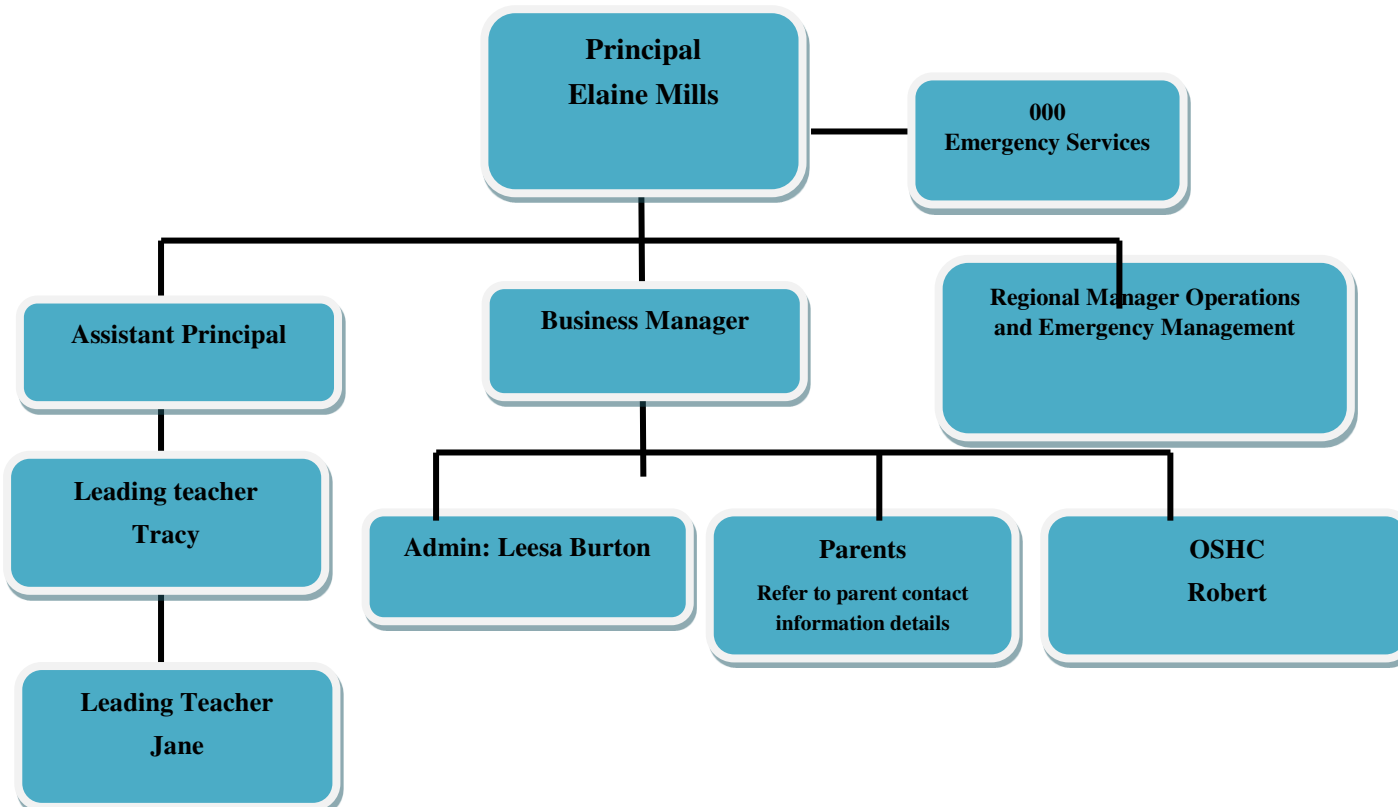 Principal
Elaine Mills
000
Emergency Services
Assistant Principal
Business Manager
Regional Manager Operations
and Emergency Management
Leading teacher
Tracy
Admin: Leesa Burton
Parents
Refer to parent contact
information details
OSHC
Robert
Leading Teacher
Jane